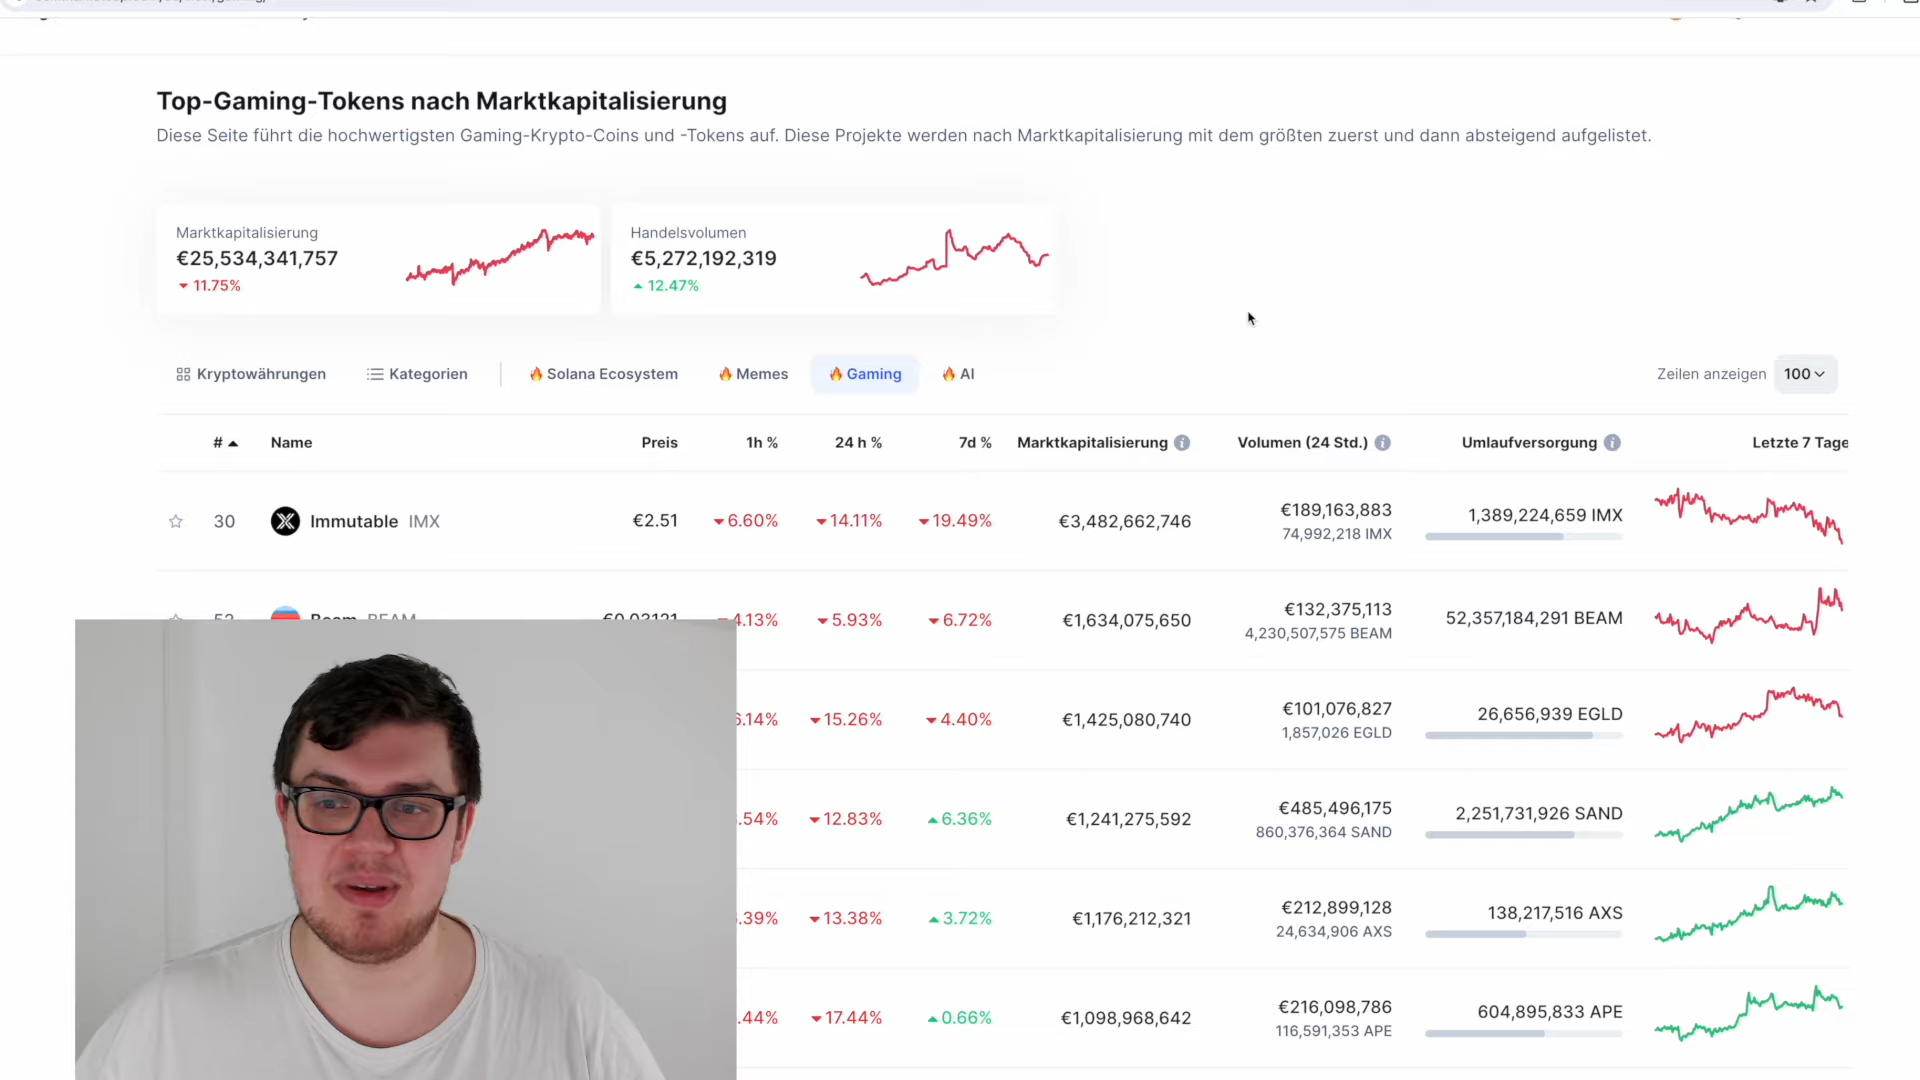 Top-Gaming-Tokens nach Marktkapitalisierung
Diese Seite führt die hochwertigsten Gaming-Krypto-Coins und -Tokens auf. Diese Projekte werden nach Marktkapitalisierung mit dem größten zuerst und dann absteigend aufgelistet.
Marktkapitalisierung
€25,534,341,757
11.75%
Handelsvolumen
€5,272,192,319
12.47%
Kryptowährungen Kategorien Solana Ecosystem Memes Gaming AI Zeilen anzeigen 100
# Name Preis 1h % 24 h % 7d % Marktkapitalisierung Volumen (24 Std.) Umlaufversorgung Letzte 7 Tage
30 Immutable IMX €2.51 6.60% 14.11% 19.49% €3,482,662,746 €189,163,883 1,389,224,659 IMX
74,992,218 IMX
Beam BEAM 4.13% 5.93% 6.72% €1,634,075,650 €132,375,113 52,357,184,291 BEAM
4,230,507,575 BEAM
6.14% 15.26% 4.40% €1,425,080,740 €101,076,827 26,656,939 EGLD
1,857,026 EGLD
.54% 12.83% 6.36% €1,241,275,592 €485,496,175 2,251,731,926 SAND
860,376,364 SAND
.39% 13.38% 3.72% €1,176,212,321 €212,899,128 138,217,516 AXS
24,634,906 AXS
.44% 17.44% 0.66% €1,098,968,642 €216,098,786 604,895,833 APE
116,591,353 APE